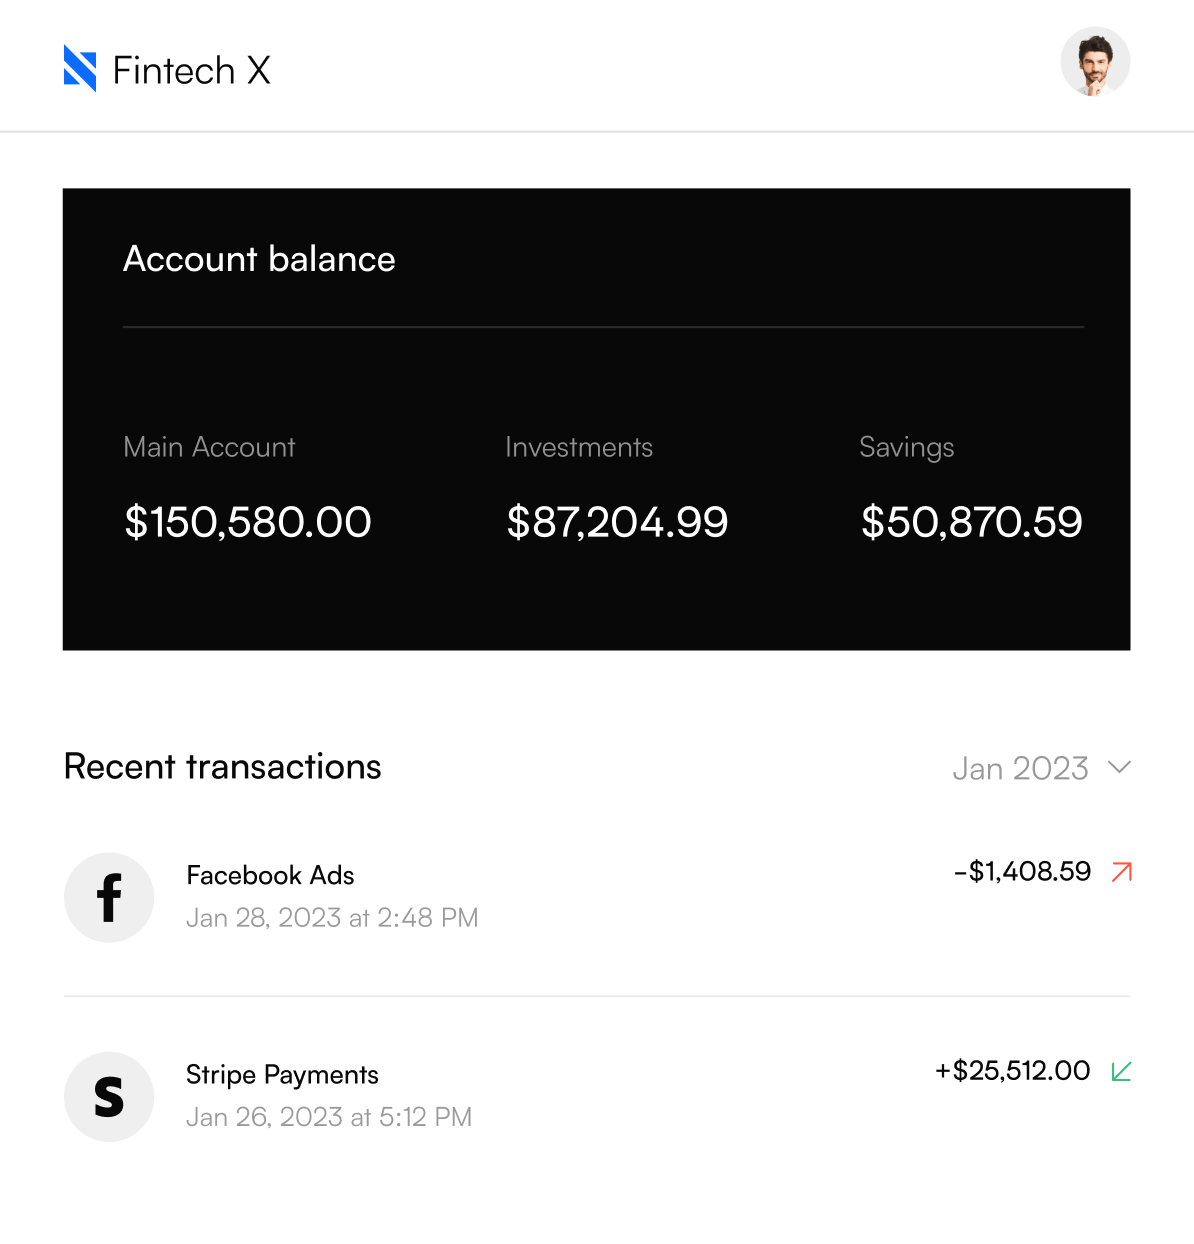 Fintech X
Account balance
Main Account Investments Savings
$150,580.00 $87,204.99 $50,870.59
Recent transactions Jan 2023
Facebook Ads -$1,408.59
Jan 28, 2023 at 2:48 PM
Stripe Payments +$25,512.00
Jan 26, 2023 at 5:12 PM